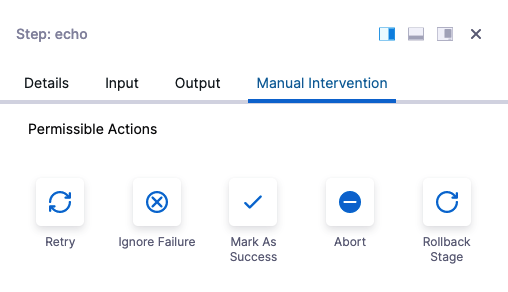 Step: echo
Details Input Output Manual Intervention
Permissible Actions
Retry Ignore Failure Mark As Success Abort Rollback Stage